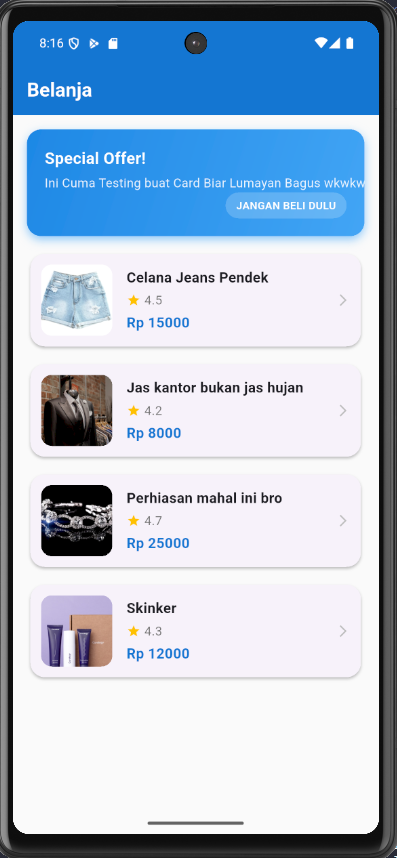 8:16
Belanja
Special Offer!
Ini Cuma Testing buat Card Biar Lumayan Bagus wkwkw
JANGAN BELI DULU
Celana Jeans Pendek
4.5
Rp 15000
Jas kantor bukan jas hujan
4.2
Rp 8000
Perhiasan mahal ini bro
4.7
Rp 25000
Skinker
4.3
Rp 12000